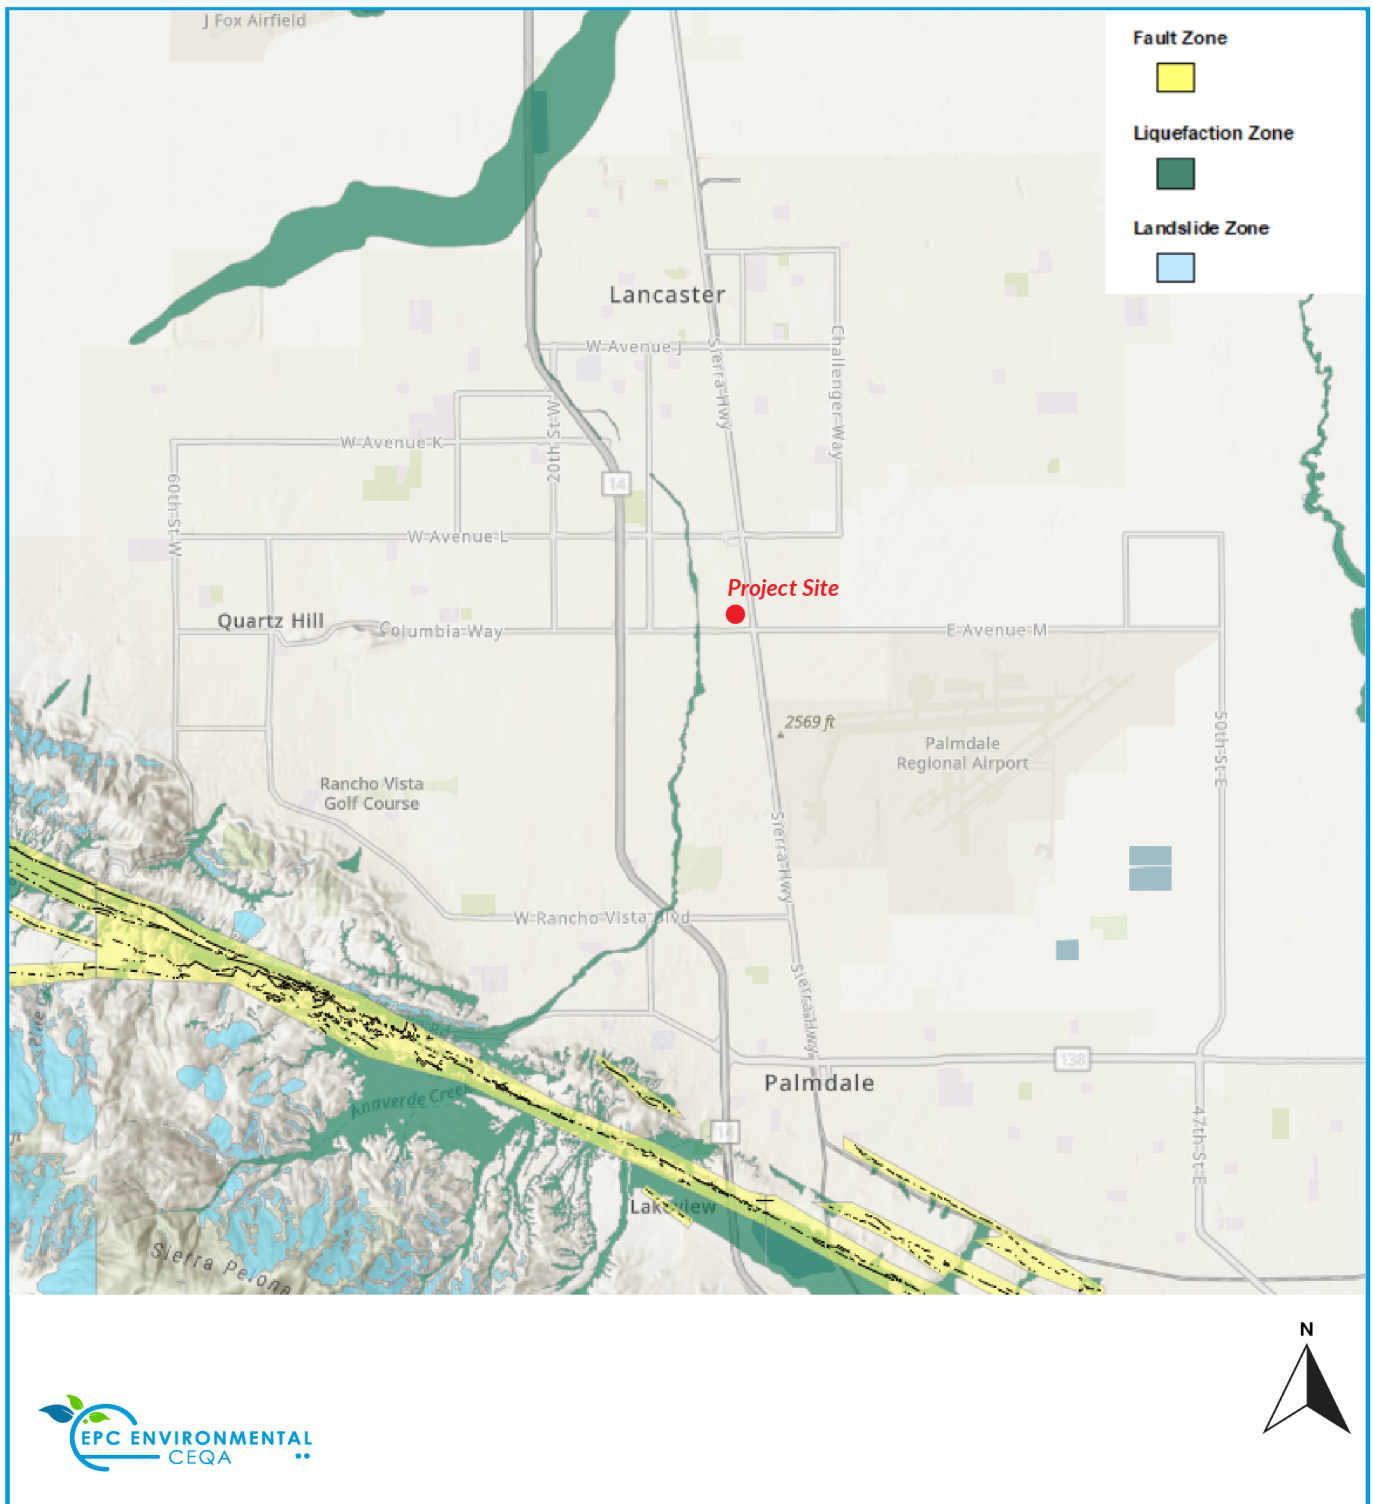 J Fox Airfield
Fault Zone
Liquefaction Zone
Landslide Zone
Lancaster
W Avenue J
Sierra Hwy
Challenger Way
20th St W
W Avenue K
14
60th St W
W Avenue L
Project Site
Quartz Hill
Columbia Way
E Avenue M
2569 ft
Palmdale
Regional Airport
50th St E
Rancho Vista
Golf Course
Sierra Hwy
W Rancho Vista Blvd
Sierra Hwy
138
Palmdale
Anaverde Creek
14
47th St E
Lakeview
Sierra Pelona
ft
Rd
N
EPC ENVIRONMENTAL
CEQA